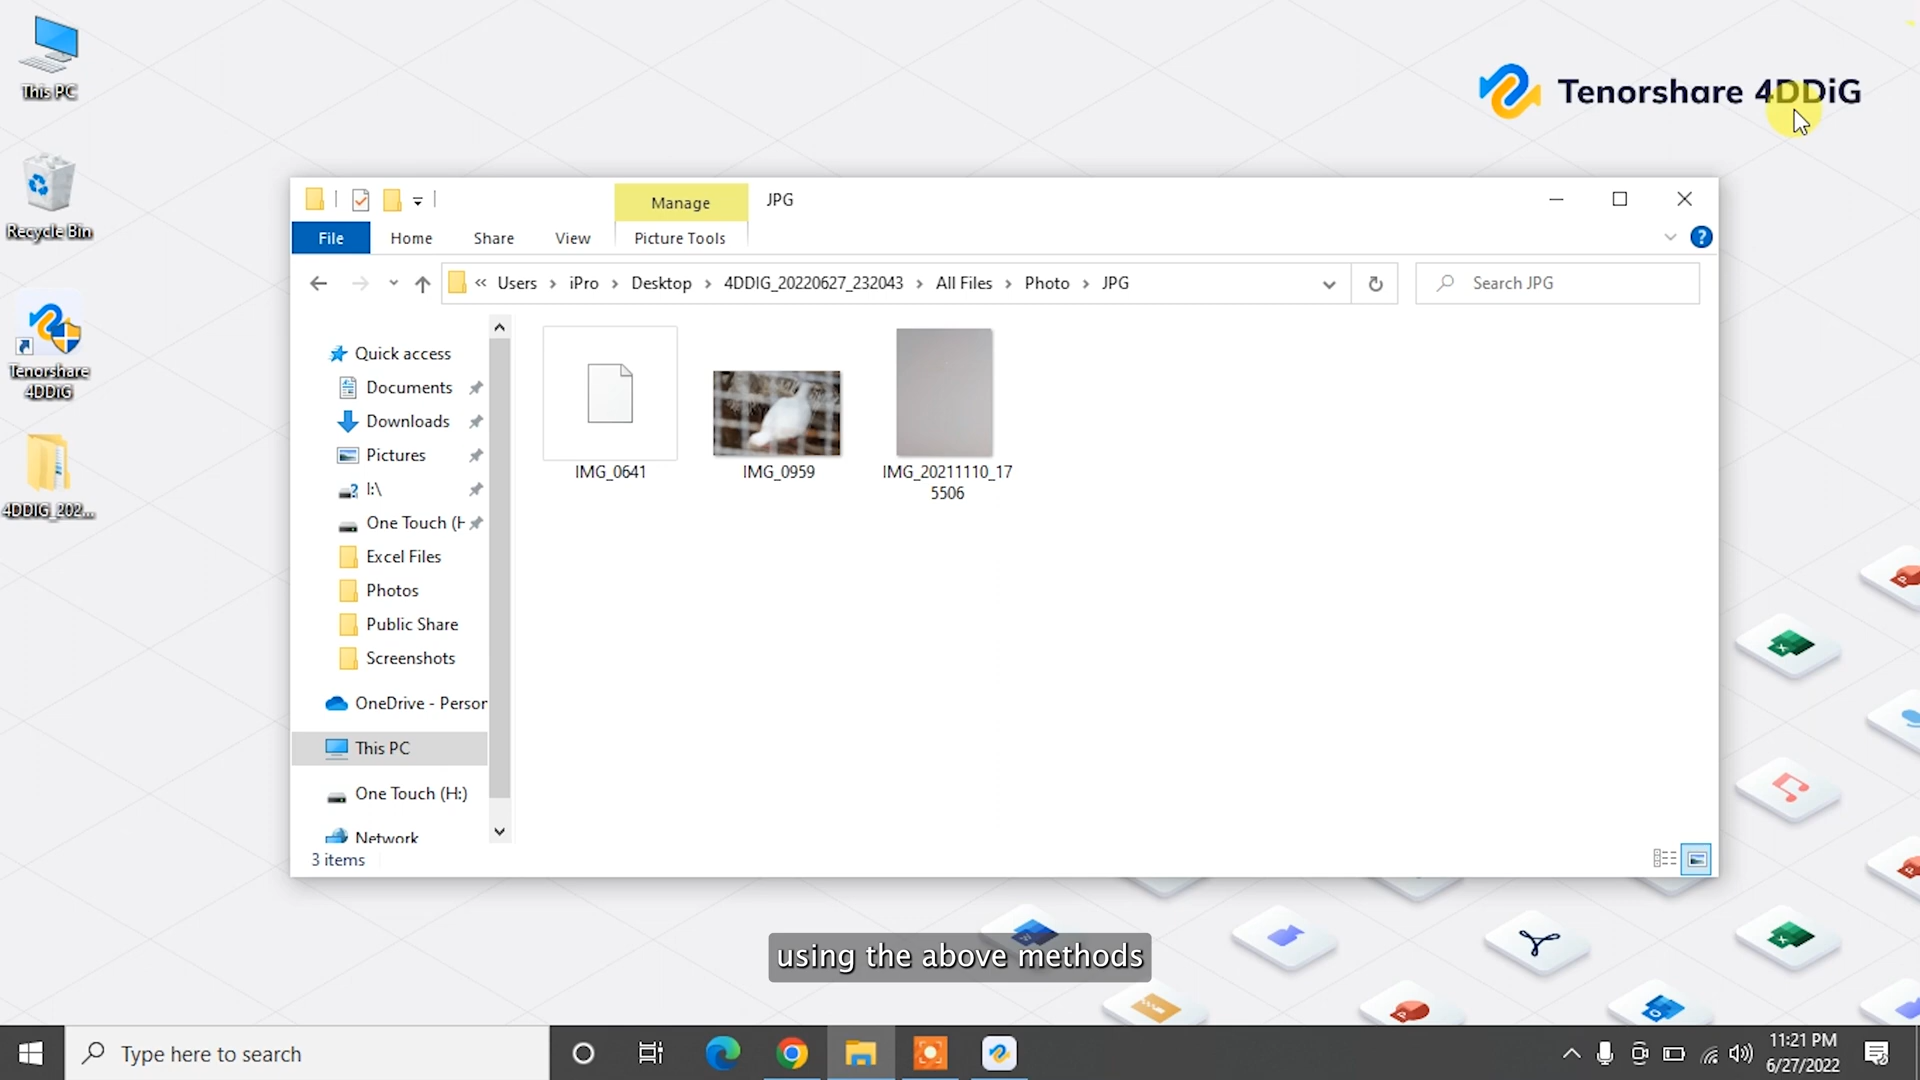 This PC
Recycle Bin
Tenorshare
4DDiG
4DDIG_202...
Tenorshare 4DDiG
Manage
JPG
File
Home
Share
View
Picture Tools
?
« Users › iPro › Desktop › 4DDIG_20220627_232043 › All Files › Photo › JPG
Search JPG
Quick access
Documents
Downloads
Pictures
I:\
One Touch (H
Excel Files
Photos
Public Share
Screenshots
OneDrive - Person
This PC
One Touch (H:)
Network
IMG_0641
IMG_0959
IMG_20211110_17
5506
3 items
using the above methods
Type here to search
11:21 PM
6/27/2022